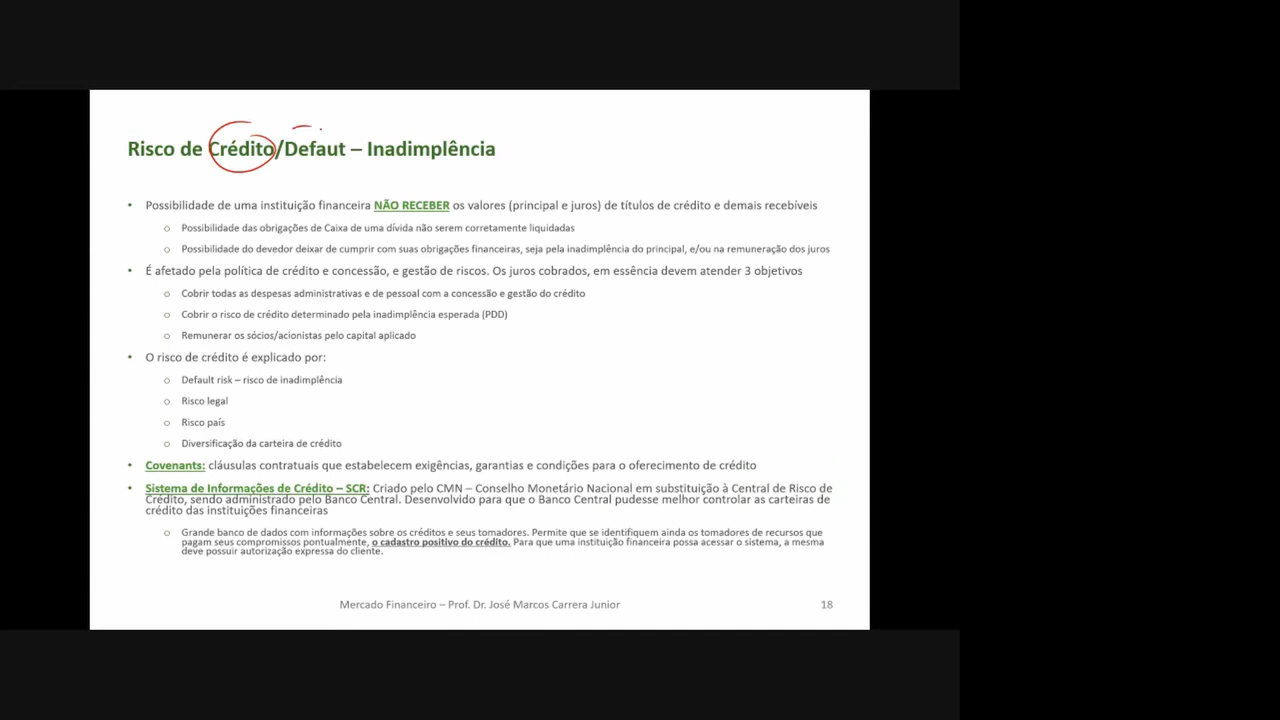 Risco de Crédito/Defaut – Inadimplência
• Possibilidade de uma instituição financeira NÃO RECEBER os valores (principal e juros) de títulos de crédito e demais recebíveis
o Possibilidade das obrigações de Caixa de uma dívida não serem corretamente liquidadas
o Possibilidade do devedor deixar de cumprir com suas obrigações financeiras, seja pela inadimplência do principal, e/ou na remuneração dos juros
• É afetado pela política de crédito e concessão, e gestão de riscos. Os juros cobrados, em essência devem atender 3 objetivos
o Cobrir todas as despesas administrativas e de pessoal com a concessão e gestão do crédito
o Cobrir o risco de crédito determinado pela inadimplência esperada (PDD)
o Remunerar os sócios/acionistas pelo capital aplicado
• O risco de crédito é explicado por:
o Default risk – risco de inadimplência
o Risco legal
o Risco país
o Diversificação da carteira de crédito
• Covenants: cláusulas contratuais que estabelecem exigências, garantias e condições para o oferecimento de crédito
• Sistema de Informações de Crédito – SCR: Criado pelo CMN – Conselho Monetário Nacional em substituição à Central de Risco de
Crédito, sendo administrado pelo Banco Central. Desenvolvido para que o Banco Central pudesse melhor controlar as carteiras de
crédito das instituições financeiras
o Grande banco de dados com informações sobre os créditos e seus tomadores. Permite que se identifiquem ainda os tomadores de recursos que
pagam seus compromissos pontualmente, o cadastro positivo do crédito. Para que uma instituição financeira possa acessar o sistema, a mesma
deve possuir autorização expressa do cliente.
Mercado Financeiro – Prof. Dr. José Marcos Carrera Junior
18